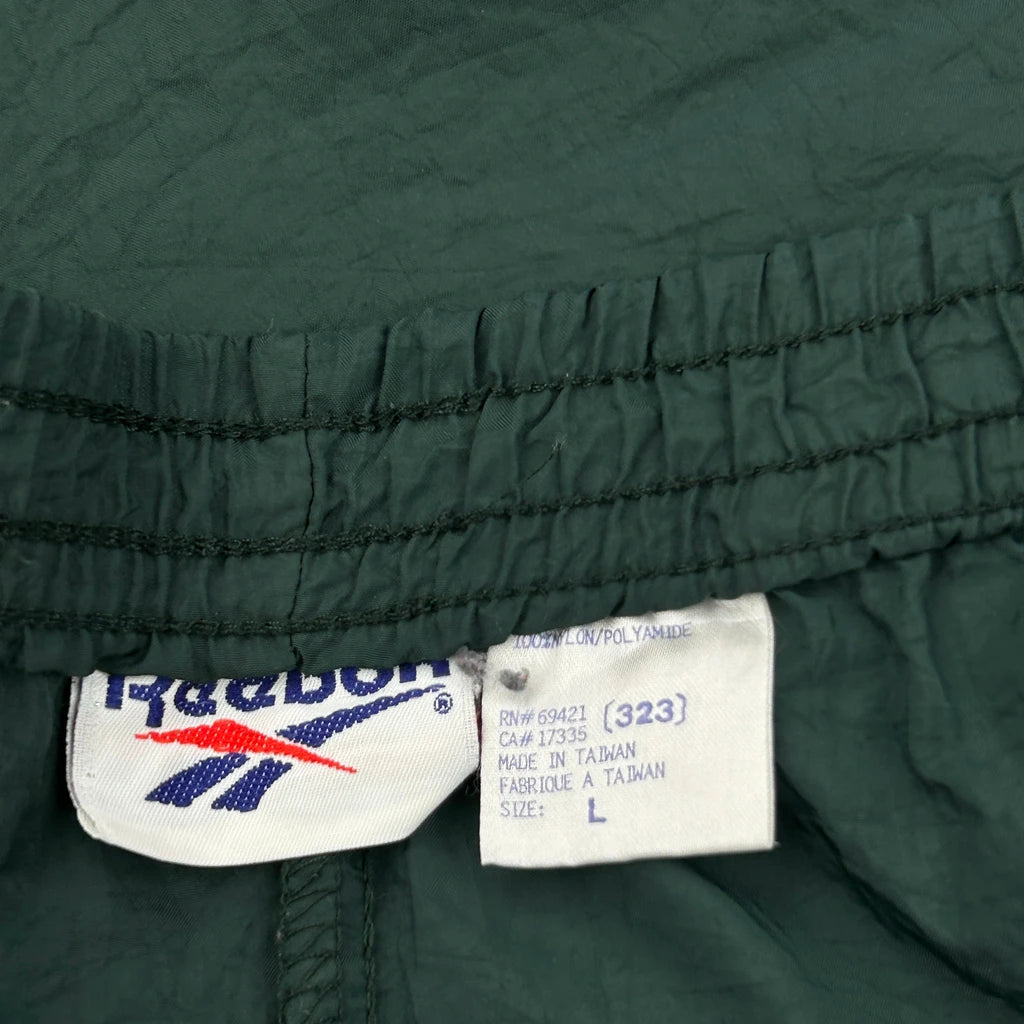 Reebok
®
100% NYLON/POLYAMIDE
RN# 69421 (323)
CA# 17335
MADE IN TAIWAN
FABRIQUE A TAIWAN
SIZE: L